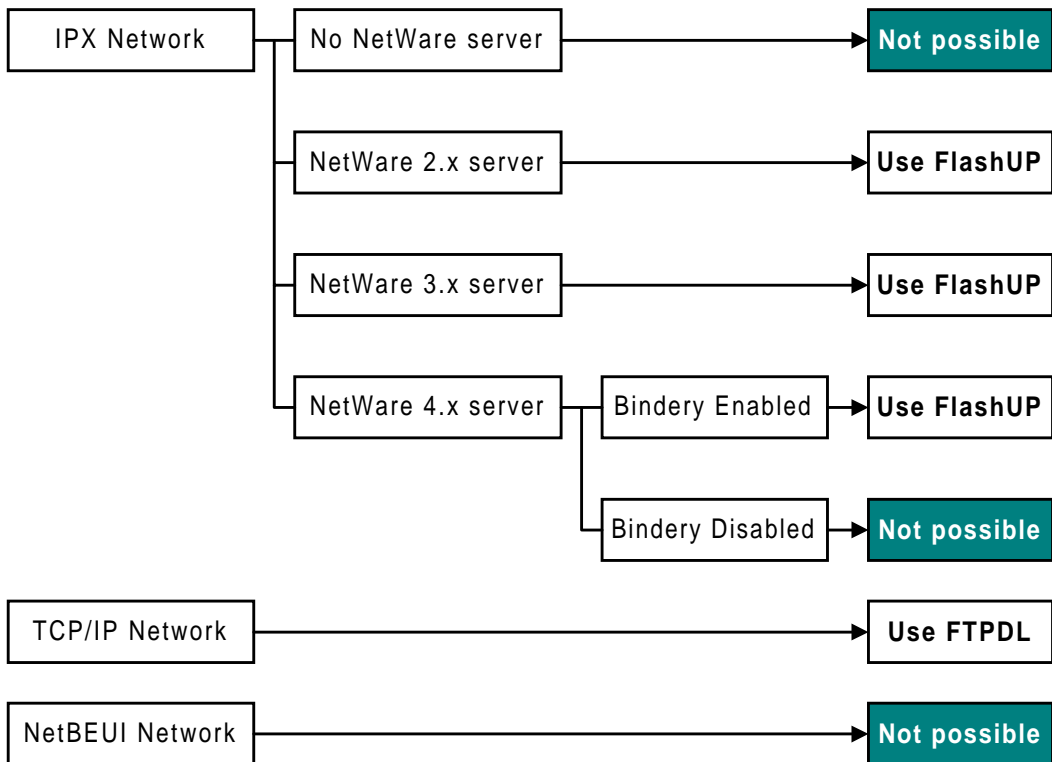 IPX Network
No NetWare server
Not possible
NetWare 2.x server
Use FlashUP
NetWare 3.x server
Use FlashUP
NetWare 4.x server
Bindery Enabled
Use FlashUP
Bindery Disabled
Not possible
TCP/IP Network
Use FTPDL
NetBEUI Network
Not possible